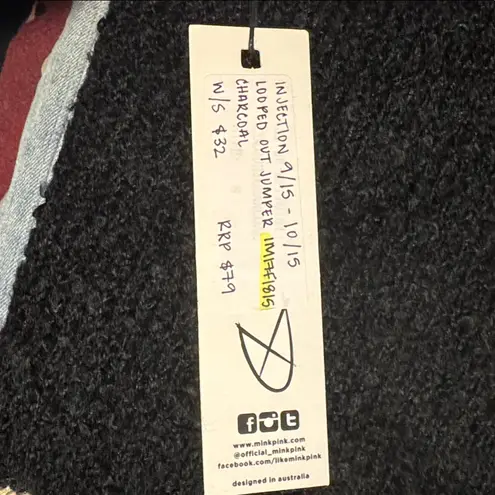 INJECTION 9/15 - 10/15
LOOPED OUT JUMPER IM17F1815
CHARCOAL
W/S $32 RRP $79
www.minkpink.com
@official_minkpink
facebook.com/ilikeminkpink
designed in australia